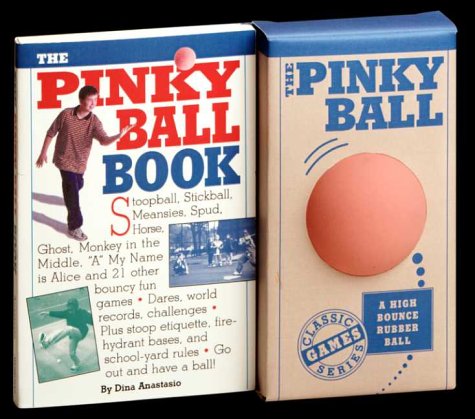 THE
PINKY
BALL
BOOK
Stoopball, Stickball,
Meansies, Spud,
Horse,
Ghost, Monkey in the
Middle, "A" My Name
is Alice and 21 other
bouncy fun
games • Dares, world
records, challenges •
Plus stoop etiquette, fire-
hydrant bases, and
school-yard rules • Go
out and have a ball!
By Dina Anastasio
THE PINKY
BALL
CLASSIC
GAMES
SERIES
A HIGH
BOUNCE
RUBBER
BALL